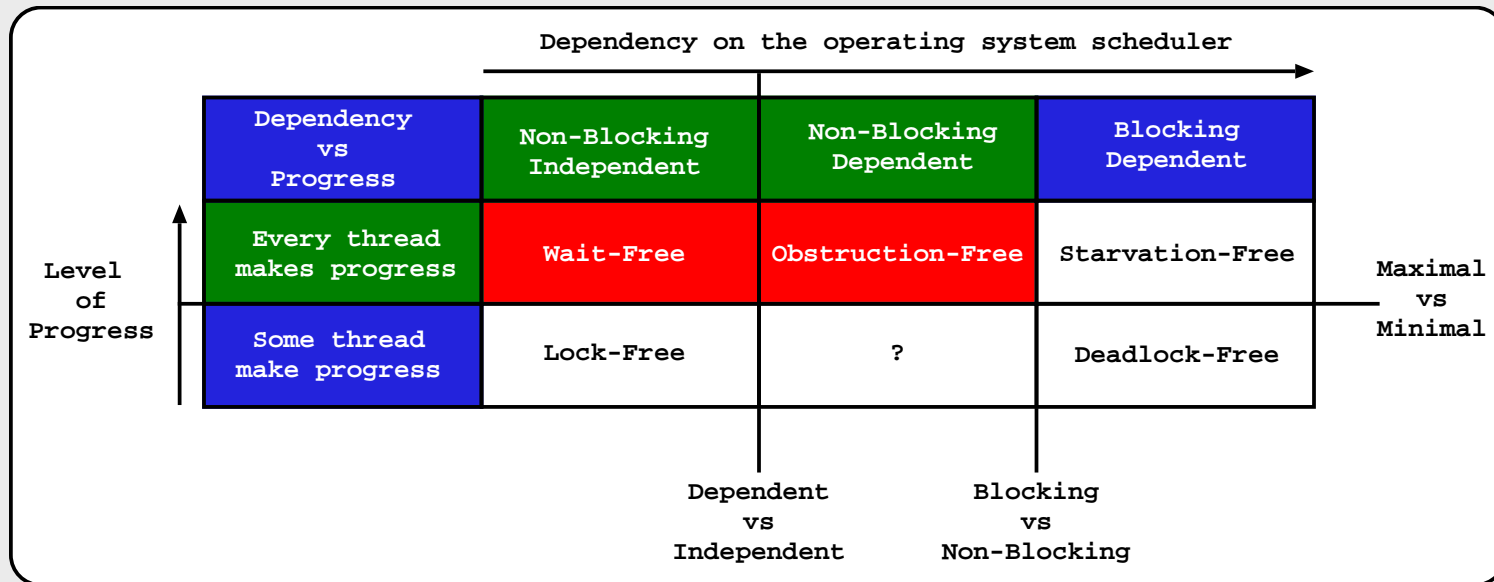 Dependency on the operating system scheduler
Dependency
vs
Progress
Non-Blocking
Independent
Non-Blocking
Dependent
Blocking
Dependent
Level
of
Progress
Every thread
makes progress
Wait-Free
Obstruction-Free
Starvation-Free
Maximal
vs
Minimal
Some thread
make progress
Lock-Free
?
Deadlock-Free
Dependent
vs
Independent
Blocking
vs
Non-Blocking